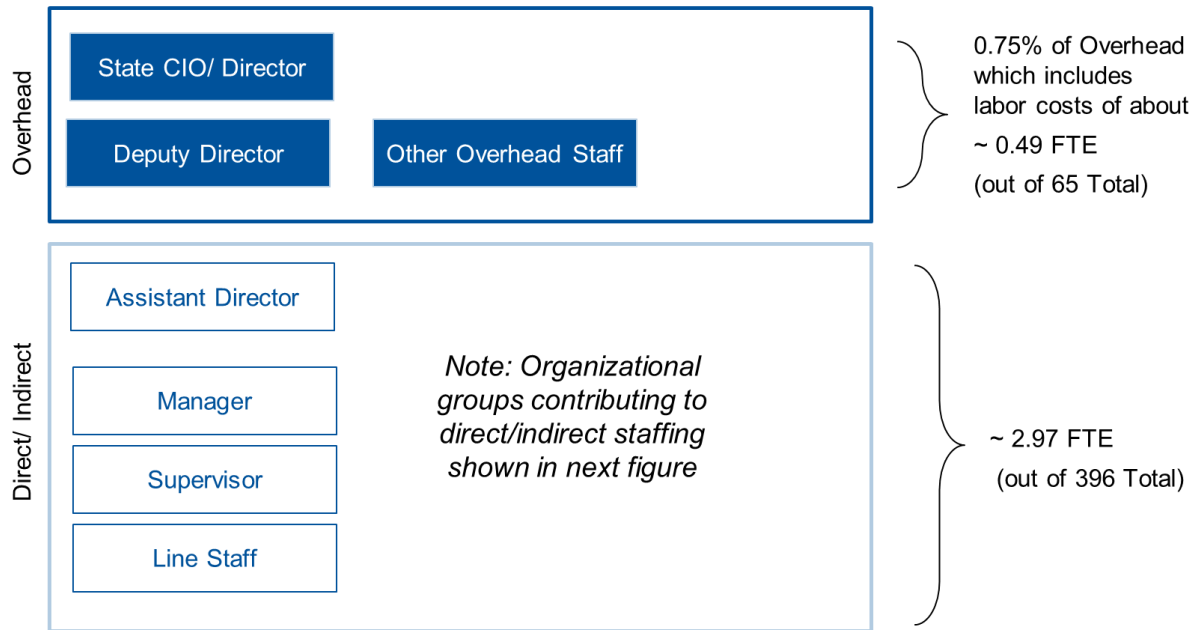 Overhead
State CIO/ Director
Deputy Director
Other Overhead Staff
0.75% of Overhead
which includes
labor costs of about
~ 0.49 FTE
(out of 65 Total)
Direct/ Indirect
Assistant Director
Manager
Supervisor
Line Staff
Note: Organizational
groups contributing to
direct/indirect staffing
shown in next figure
~ 2.97 FTE
(out of 396 Total)